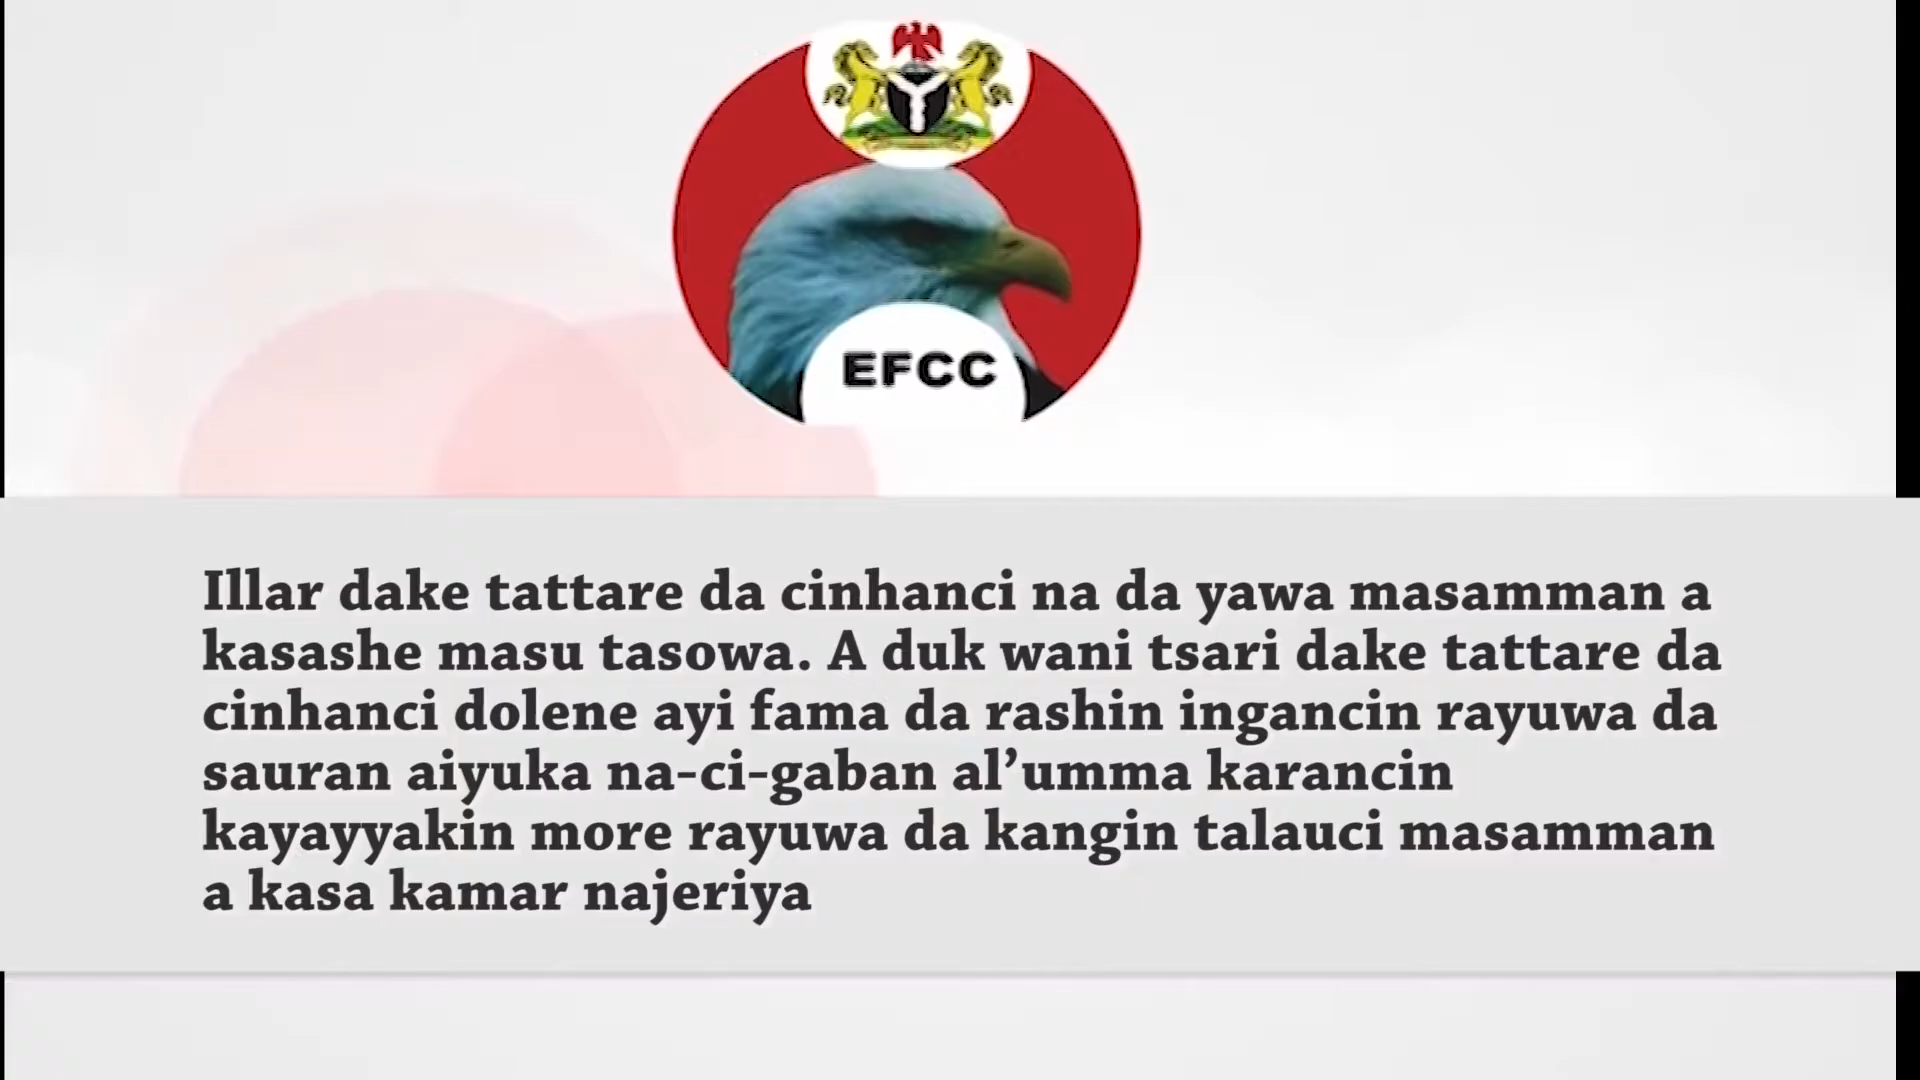 EFCC
Illar dake tattare da cinhanci na da yawa masamman a
kasashe masu tasowa. A duk wani tsari dake tattare da
cinhanci dolene ayi fama da rashin ingancin rayuwa da
sauran aiyuka na-ci-gaban al’umma karancin
kayayyakin more rayuwa da kangin talauci masamman
a kasa kamar najeriya